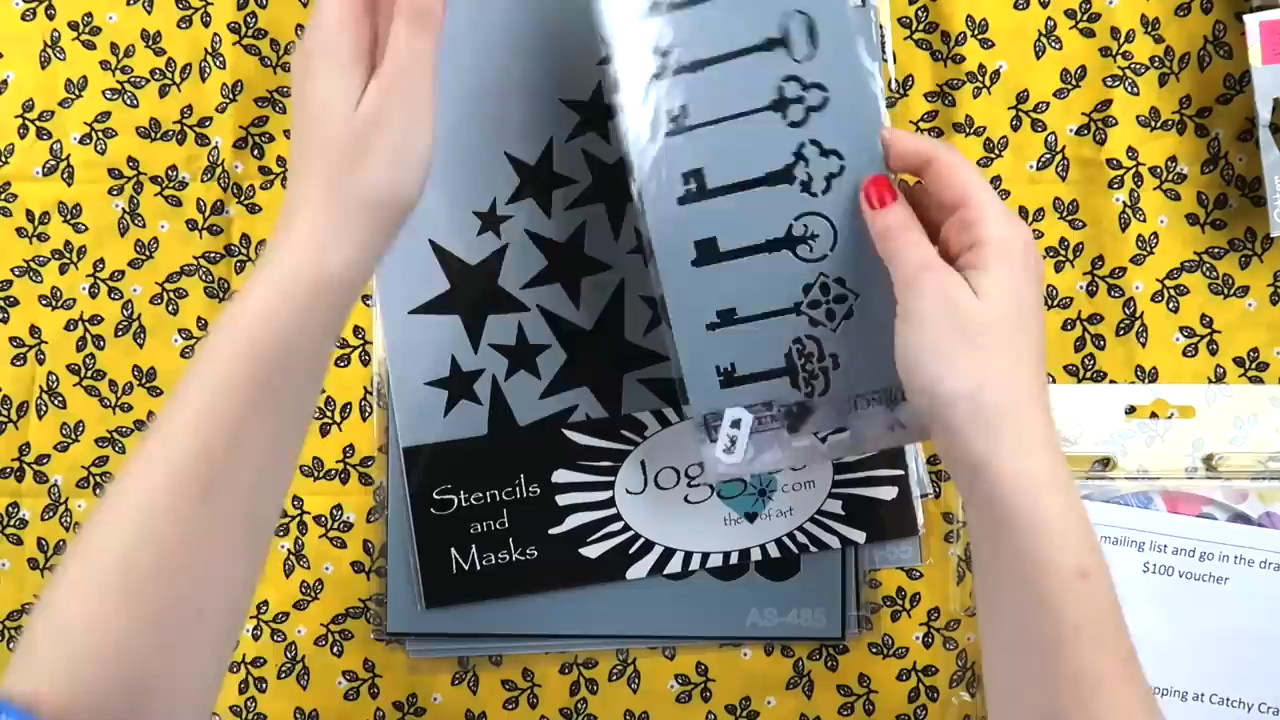 Stencils
and
Masks
Jogg
com
the
of art
AS-485
mailing list and go in the dra
$100 voucher
pping at Catchy Cra